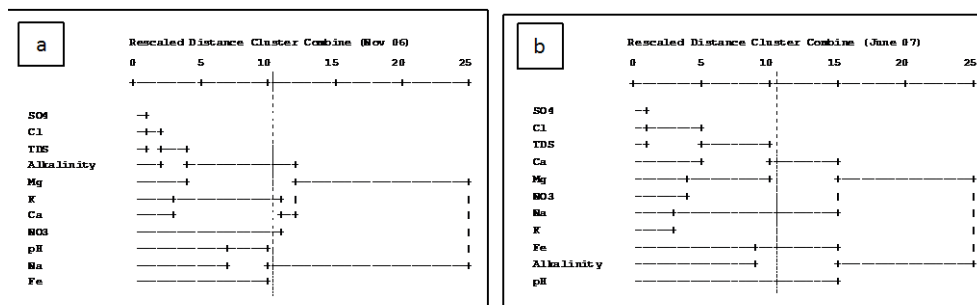 a
Rescaled Distance Cluster Combine (Nov 06)
0 5 10 15 20 25
SO4
Cl
TDS
Alkalinity
Mg
K
Ca
NO3
pH
Na
Fe
b
Rescaled Distance Cluster Combine (June 07)
0 5 10 15 20 25
SO4
Cl
TDS
Ca
Mg
NO3
Na
K
Fe
Alkalinity
pH